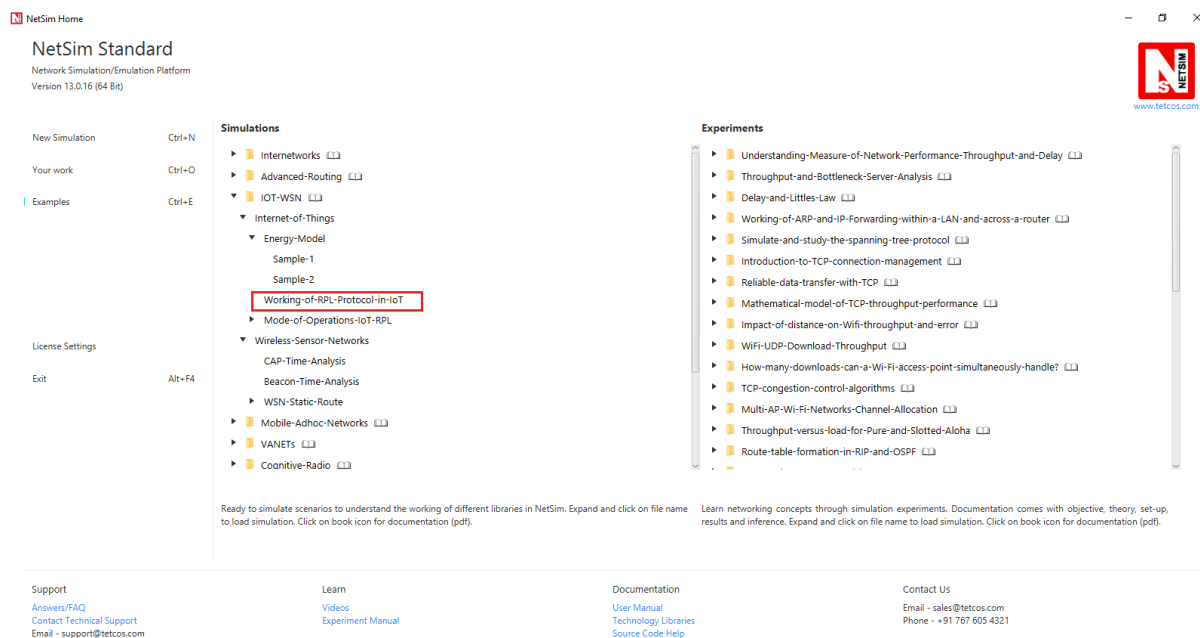 NetSim Home
NetSim Standard
Network Simulation/Emulation Platform
Version 13.0.16 (64 Bit)
NETSIM
N
S
www.tetcos.com
New Simulation Ctrl+N
Your work Ctrl+O
Examples Ctrl+E
License Settings
Exit Alt+F4
Simulations
Internetworks
Advanced-Routing
IOT-WSN
Internet-of-Things
Energy-Model
Sample-1
Sample-2
Working-of-RPL-Protocol-in-IoT
Mode-of-Operations-IoT-RPL
Wireless-Sensor-Networks
CAP-Time-Analysis
Beacon-Time-Analysis
WSN-Static-Route
Mobile-Adhoc-Networks
VANETs
Cognitive-Radio
Ready to simulate scenarios to understand the working of different libraries in NetSim. Expand and click on file name
to load simulation. Click on book icon for documentation (pdf).
Experiments
Understanding-Measure-of-Network-Performance-Throughput-and-Delay
Throughput-and-Bottleneck-Server-Analysis
Delay-and-Littles-Law
Working-of-ARP-and-IP-Forwarding-within-a-LAN-and-across-a-router
Simulate-and-study-the-spanning-tree-protocol
Introduction-to-TCP-connection-management
Reliable-data-transfer-with-TCP
Mathematical-model-of-TCP-throughput-performance
Impact-of-distance-on-Wifi-throughput-and-error
WiFi-UDP-Download-Throughput
How-many-downloads-can-a-Wi-Fi-access-point-simultaneously-handle?
TCP-congestion-control-algorithms
Multi-AP-Wi-Fi-Networks-Channel-Allocation
Throughput-versus-load-for-Pure-and-Slotted-Aloha
Route-table-formation-in-RIP-and-OSPF
Learn networking concepts through simulation experiments. Documentation comes with objective, theory, set-up,
results and inference. Expand and click on file name to load simulation. Click on book icon for documentation (pdf).
Support
Answers/FAQ
Contact Technical Support
Email - support@tetcos.com
Learn
Videos
Experiment Manual
Documentation
User Manual
Technology Libraries
Source Code Help
Contact Us
Email - sales@tetcos.com
Phone - +91 767 605 4321